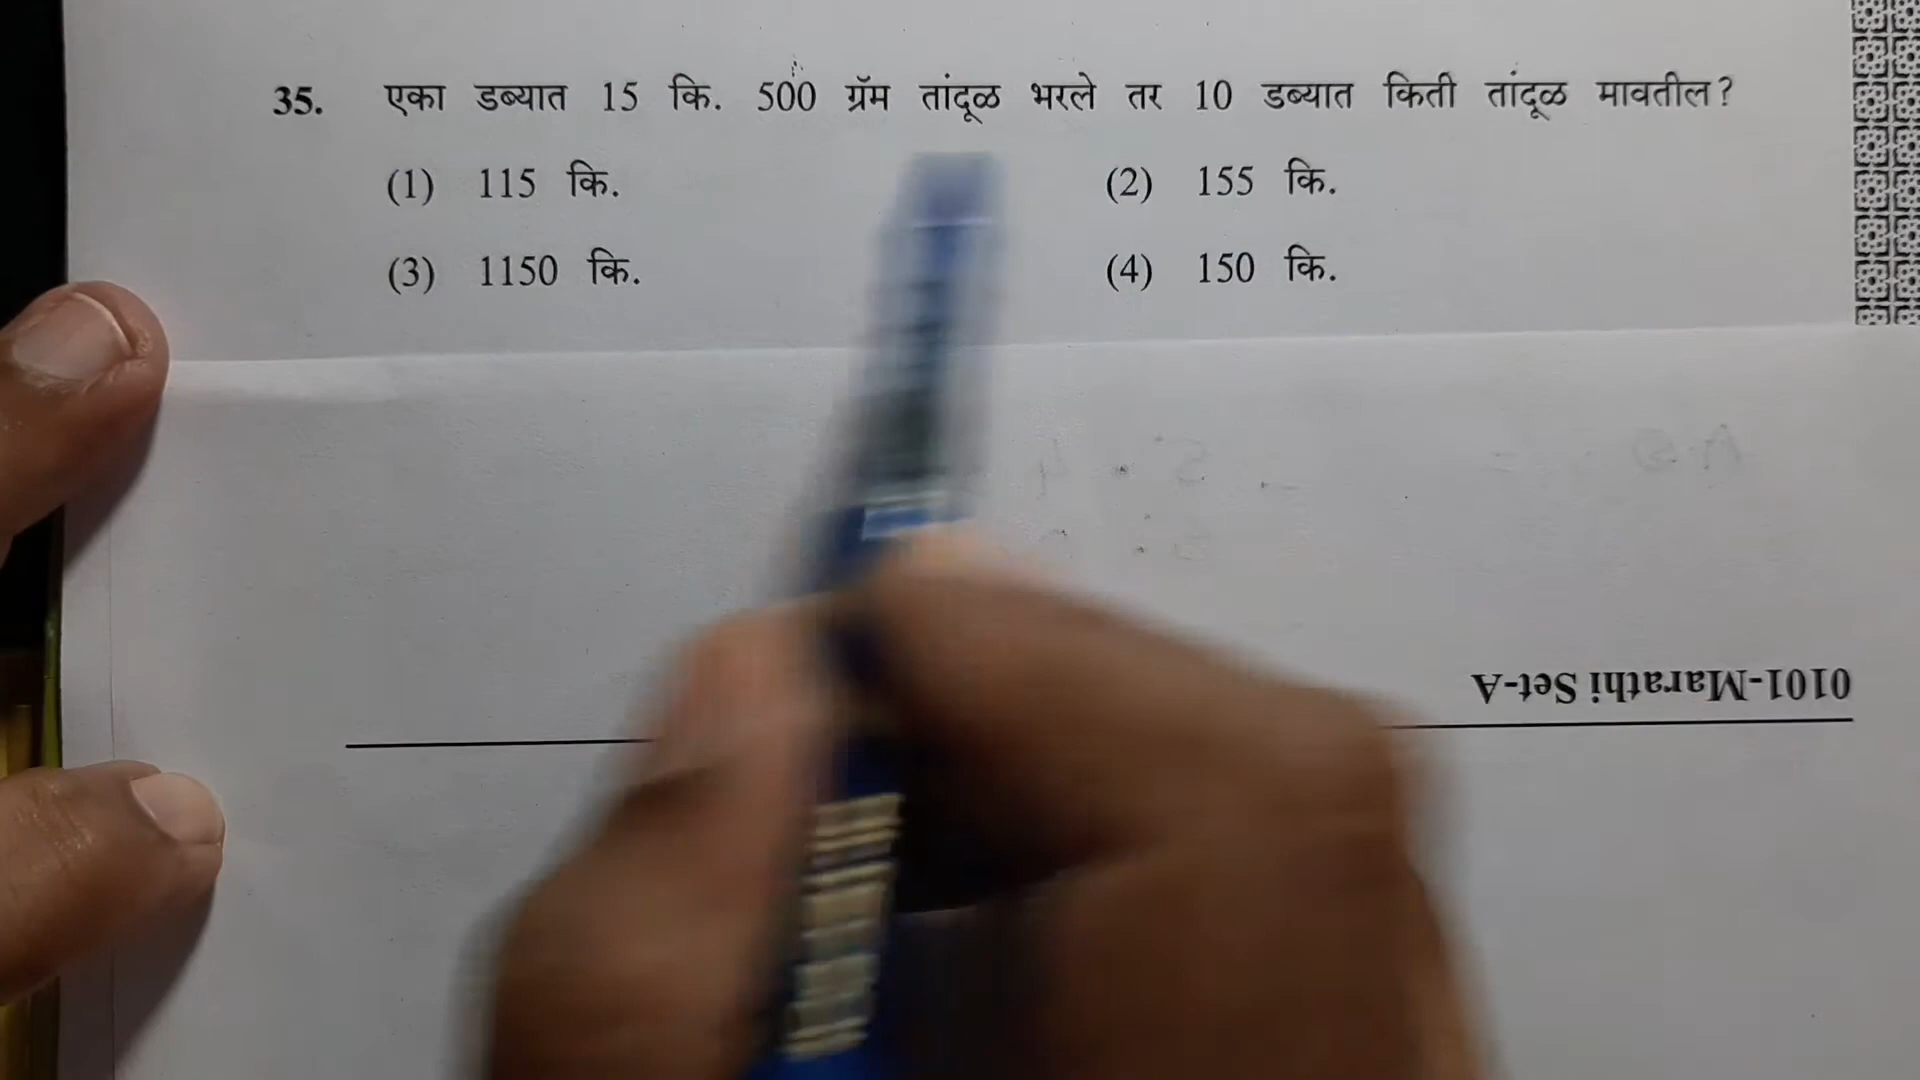 35. एका डब्यात 15 कि. 500 ग्रॅम तांदूळ भरले तर 10 डब्यात किती तांदूळ मावतील?
(1) 115 कि. (2) 155 कि.
(3) 1150 कि. (4) 150 कि.
0101-Marathi Set-A